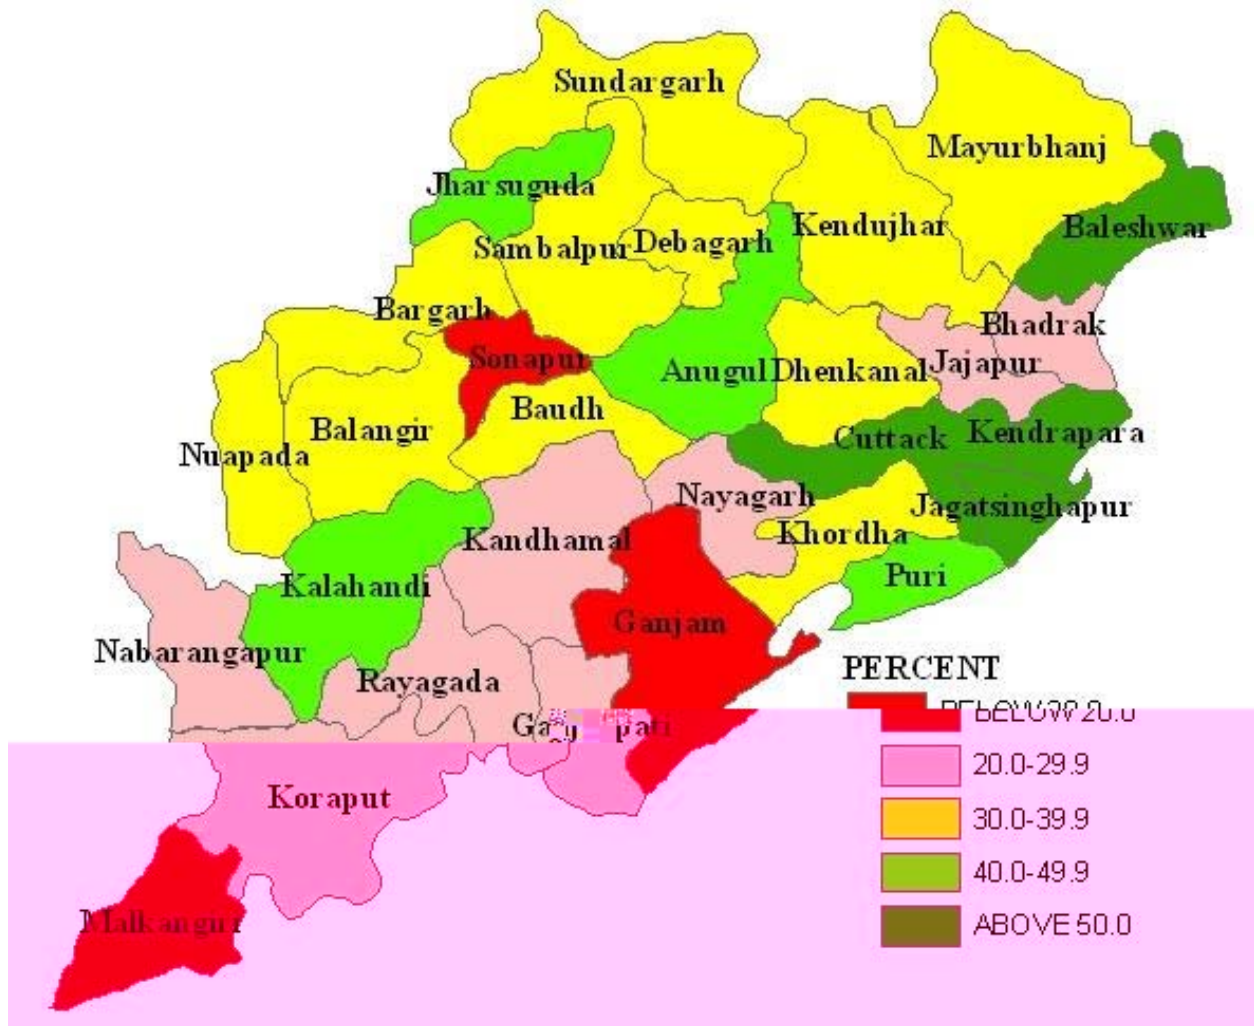 Sundargarh
Mayurbhanj
Jharsuguda
Kendujhar
Baleshwar
Sambalpur
Debagarh
Bargarh
Bhadrak
Sonapur
Jajapur
Anugul
Dhenkanal
Baudh
Balangir
Cuttack
Kendrapara
Nuapada
Nayagarh
Jagatsinghapur
Khordha
Kandhamal
Puri
Kalahandi
Ganjam
Nabarangapur
Rayagada
PERCENT
BELOW 20.0
20.0-29.9
Koraput
30.0-39.9
40.0-49.9
Malkangiri
ABOVE 50.0